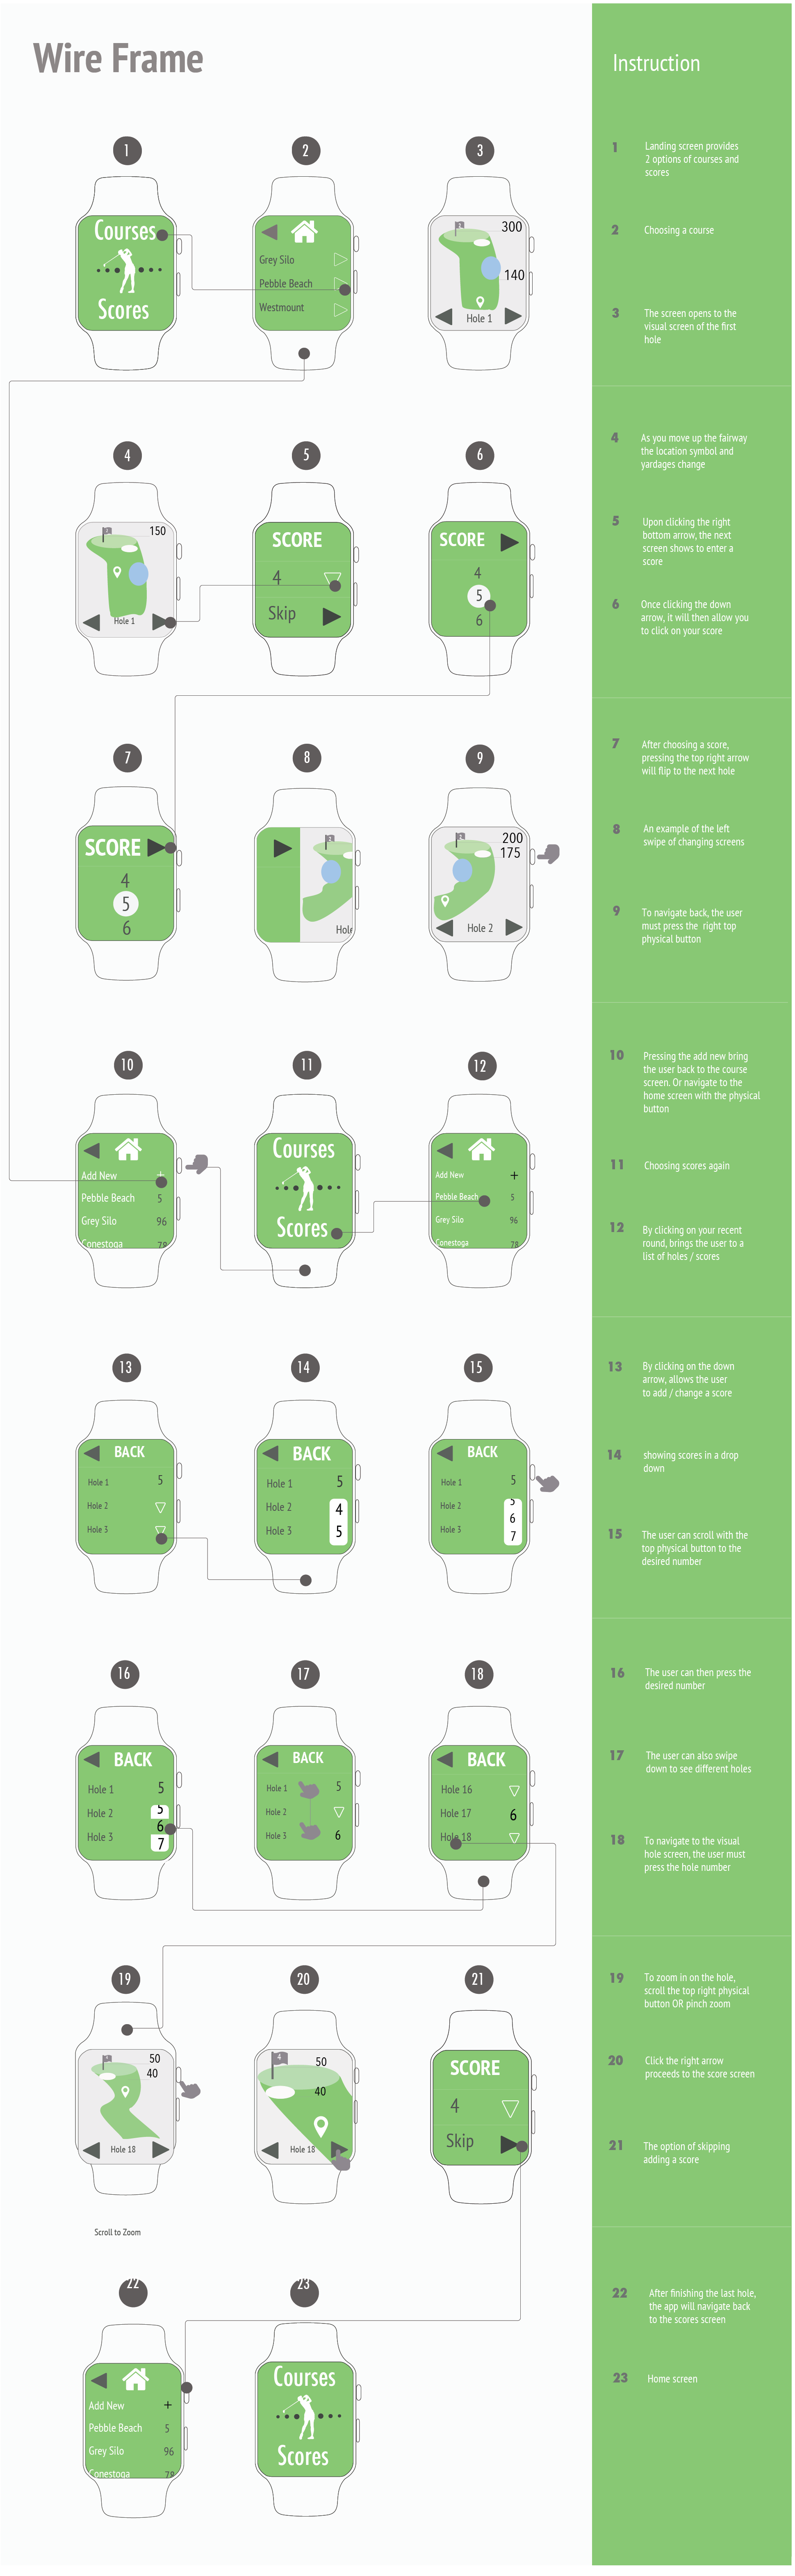 Wire Frame
Instruction
1
2
3
Courses
Scores
Grey Silo
Pebble Beach
Westmount
1
300
140
Hole 1
1
Landing screen provides
2 options of courses and
scores
2
Choosing a course
3
The screen opens to the
visual screen of the first
hole
4
5
6
150
Hole 1
SCORE
4
Skip
SCORE
4
5
6
4
As you move up the fairway
the location symbol and
yardages change
5
Upon clicking the right
bottom arrow, the next
screen shows to enter a
score
6
Once clicking the down
arrow, it will then allow you
to click on your score
7
8
9
SCORE
4
5
6
Hole
200
175
Hole 2
7
After choosing a score,
pressing the top right arrow
will flip to the next hole
8
An example of the left
swipe of changing screens
9
To navigate back, the user
must press the right top
physical button
10
11
12
Add New +
Pebble Beach 5
Grey Silo 96
Conestoga 78
Courses
Scores
Add New +
Pebble Beach 5
Grey Silo 96
Conestoga 78
10
Pressing the add new bring
the user back to the course
screen. Or navigate to the
home screen with the physical
button
11
Choosing scores again
12
By clicking on your recent
round, brings the user to a
list of holes / scores
13
14
15
BACK
Hole 1 5
Hole 2
Hole 3
BACK
Hole 1 5
Hole 2 4
Hole 3 5
BACK
Hole 1 5
Hole 2 5
6
Hole 3 7
13
By clicking on the down
arrow, allows the user
to add / change a score
14
showing scores in a drop
down
15
The user can scroll with the
top physical button to the
desired number
16
17
18
BACK
Hole 1 5
Hole 2 5
6
Hole 3 7
BACK
Hole 1 5
Hole 2
Hole 3 6
BACK
Hole 16
Hole 17 6
Hole 18
16
The user can then press the
desired number
17
The user can also swipe
down to see different holes
18
To navigate to the visual
hole screen, the user must
press the hole number
19
20
21
50
40
Hole 18
50
40
Hole 18
SCORE
4
Skip
Scroll to Zoom
19
To zoom in on the hole,
scroll the top right physical
button OR pinch zoom
20
Click the right arrow
proceeds to the score screen
21
The option of skipping
adding a score
22
23
Add New +
Pebble Beach 5
Grey Silo 96
Conestoga 78
Courses
Scores
22
After finishing the last hole,
the app will navigate back
to the scores screen
23
Home screen